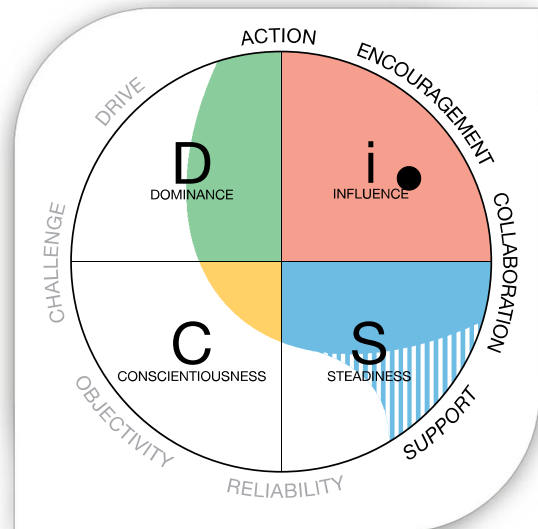 ACTION
ENCOURAGEMENT
DRIVE
D
DOMINANCE
i
INFLUENCE
CHALLENGE
COLLABORATION
C
CONSCIENTIOUSNESS
S
STEADINESS
OBJECTIVITY
SUPPORT
RELIABILITY